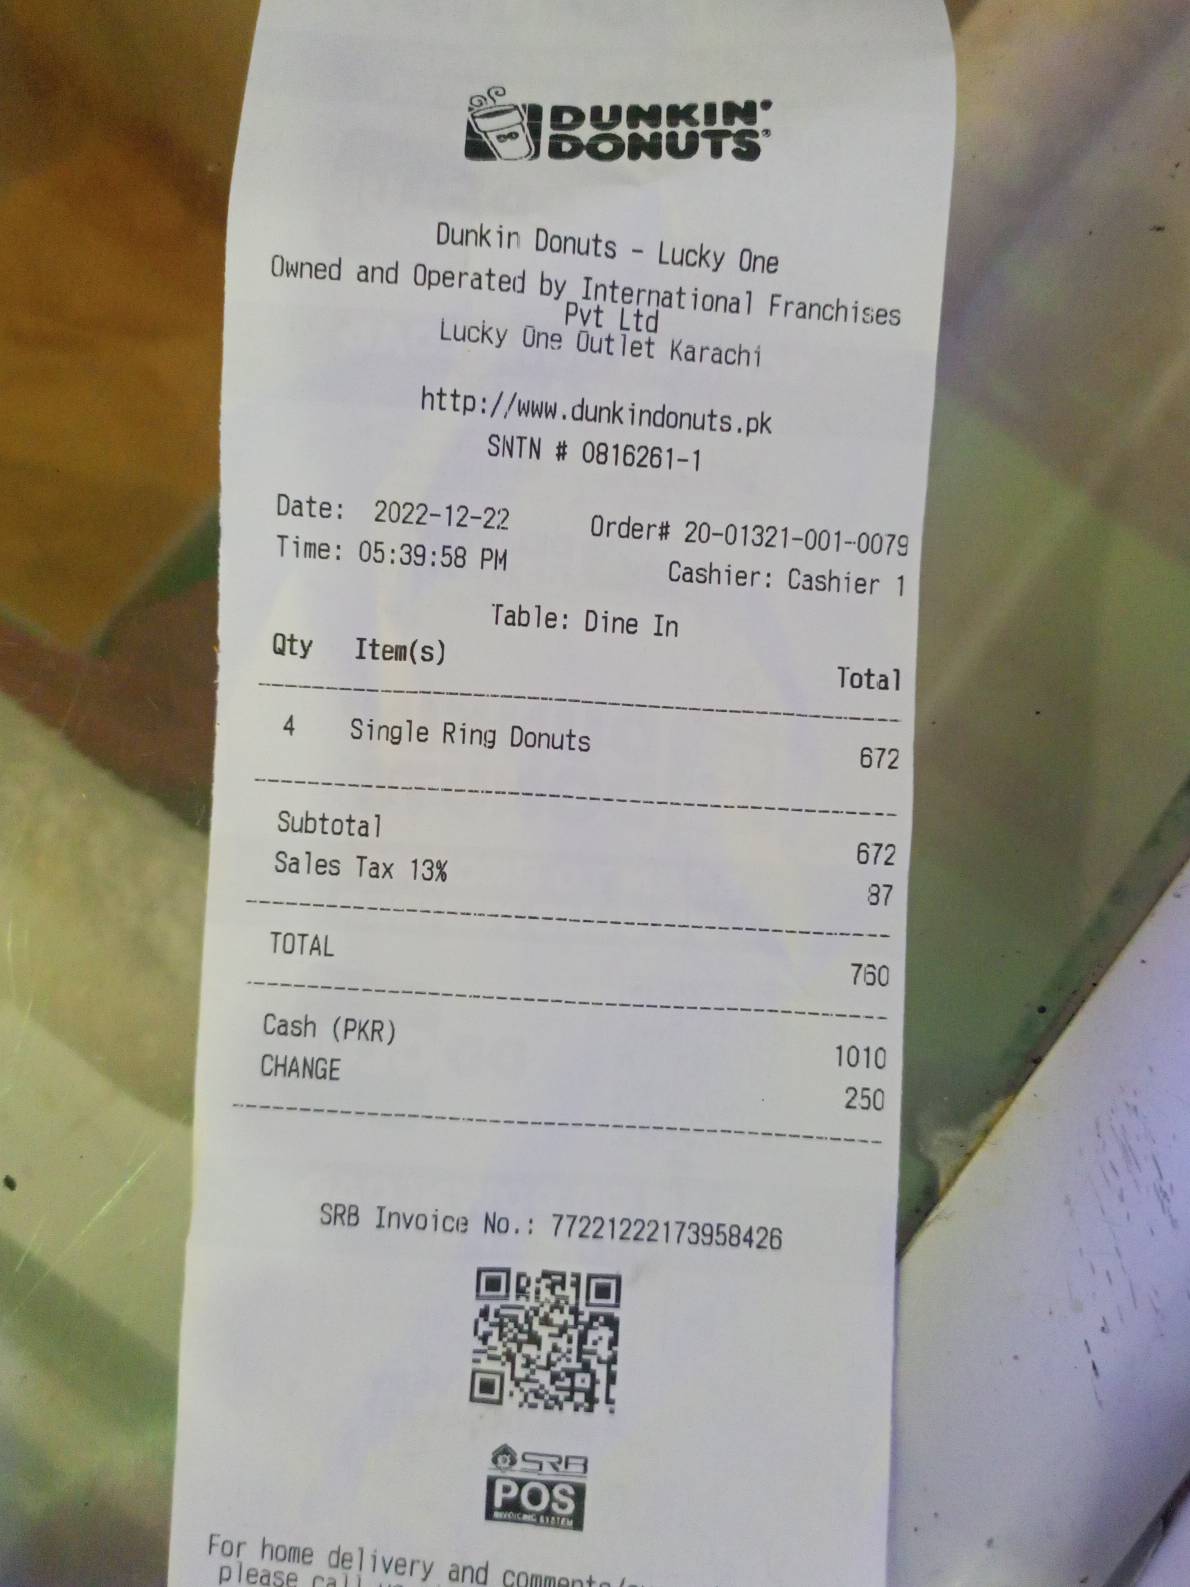 DUNKIN'
DONUTS
Dunkin Donuts - Lucky One
Owned and Operated by International Franchises
Pvt Ltd
Lucky One Outlet Karachi
http://www.dunkindonuts.pk
SNTN # 0816261-1
Date: 2022-12-22 Order# 20-01321-001-0079
Time: 05:39:58 PM Cashier: Cashier 1
Table: Dine In
Qty Item(s) Total
4 Single Ring Donuts 672
Subtotal 672
Sales Tax 13% 87
TOTAL 760
Cash (PKR) 1010
CHANGE 250
SRB Invoice No.: 77221222173958426
SRB
POS
INVOICING SYSTEM
For home delivery and comments/
please call